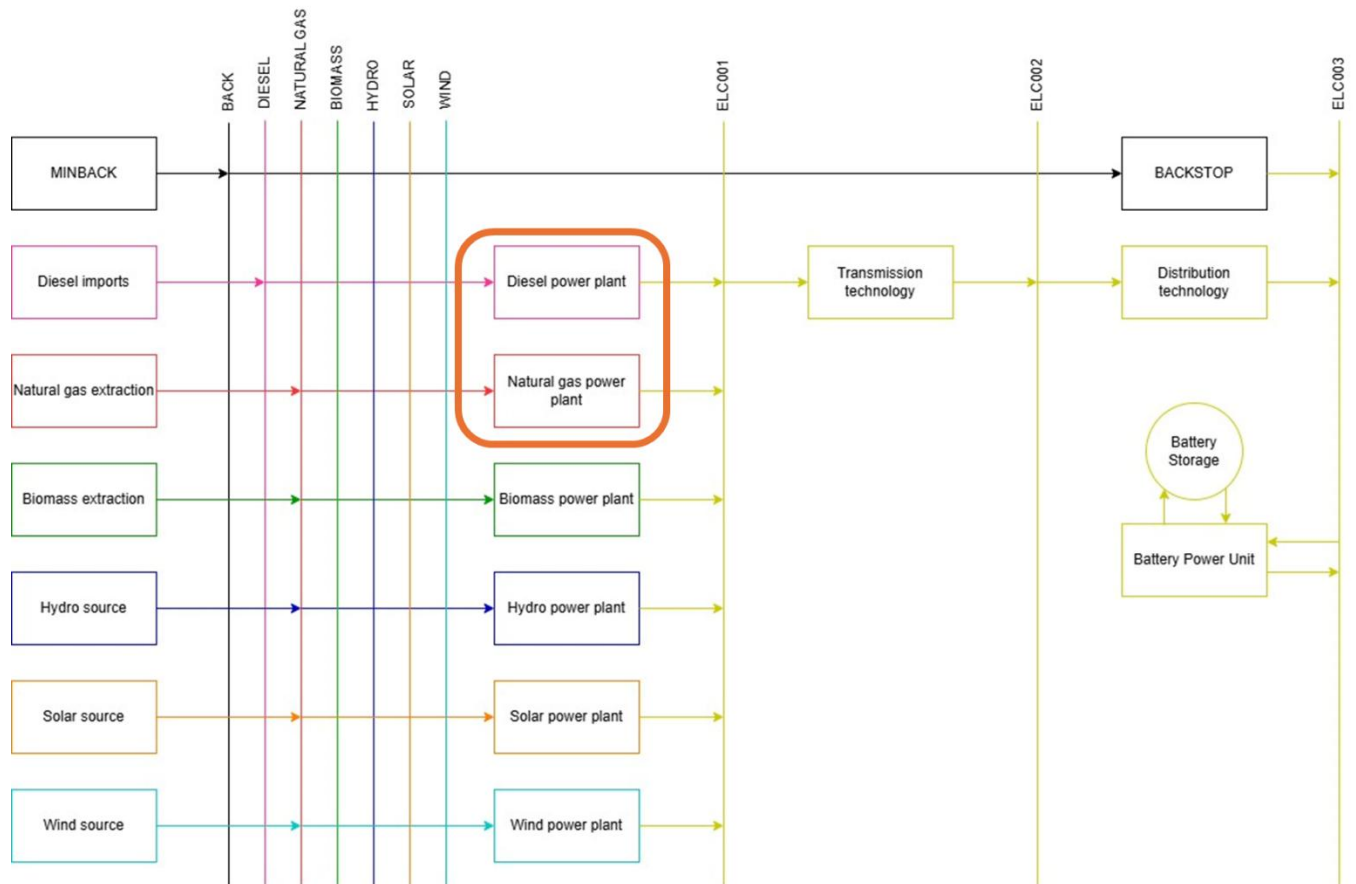 BACK
DIESEL
NATURAL GAS
BIOMASS
HYDRO
SOLAR
WIND
ELC001
ELC002
ELC003
MINBACK
BACKSTOP
Diesel imports
Diesel power plant
Transmission
technology
Distribution
technology
Natural gas extraction
Natural gas power
plant
Battery
Storage
Biomass extraction
Biomass power plant
Battery Power Unit
Hydro source
Hydro power plant
Solar source
Solar power plant
Wind source
Wind power plant